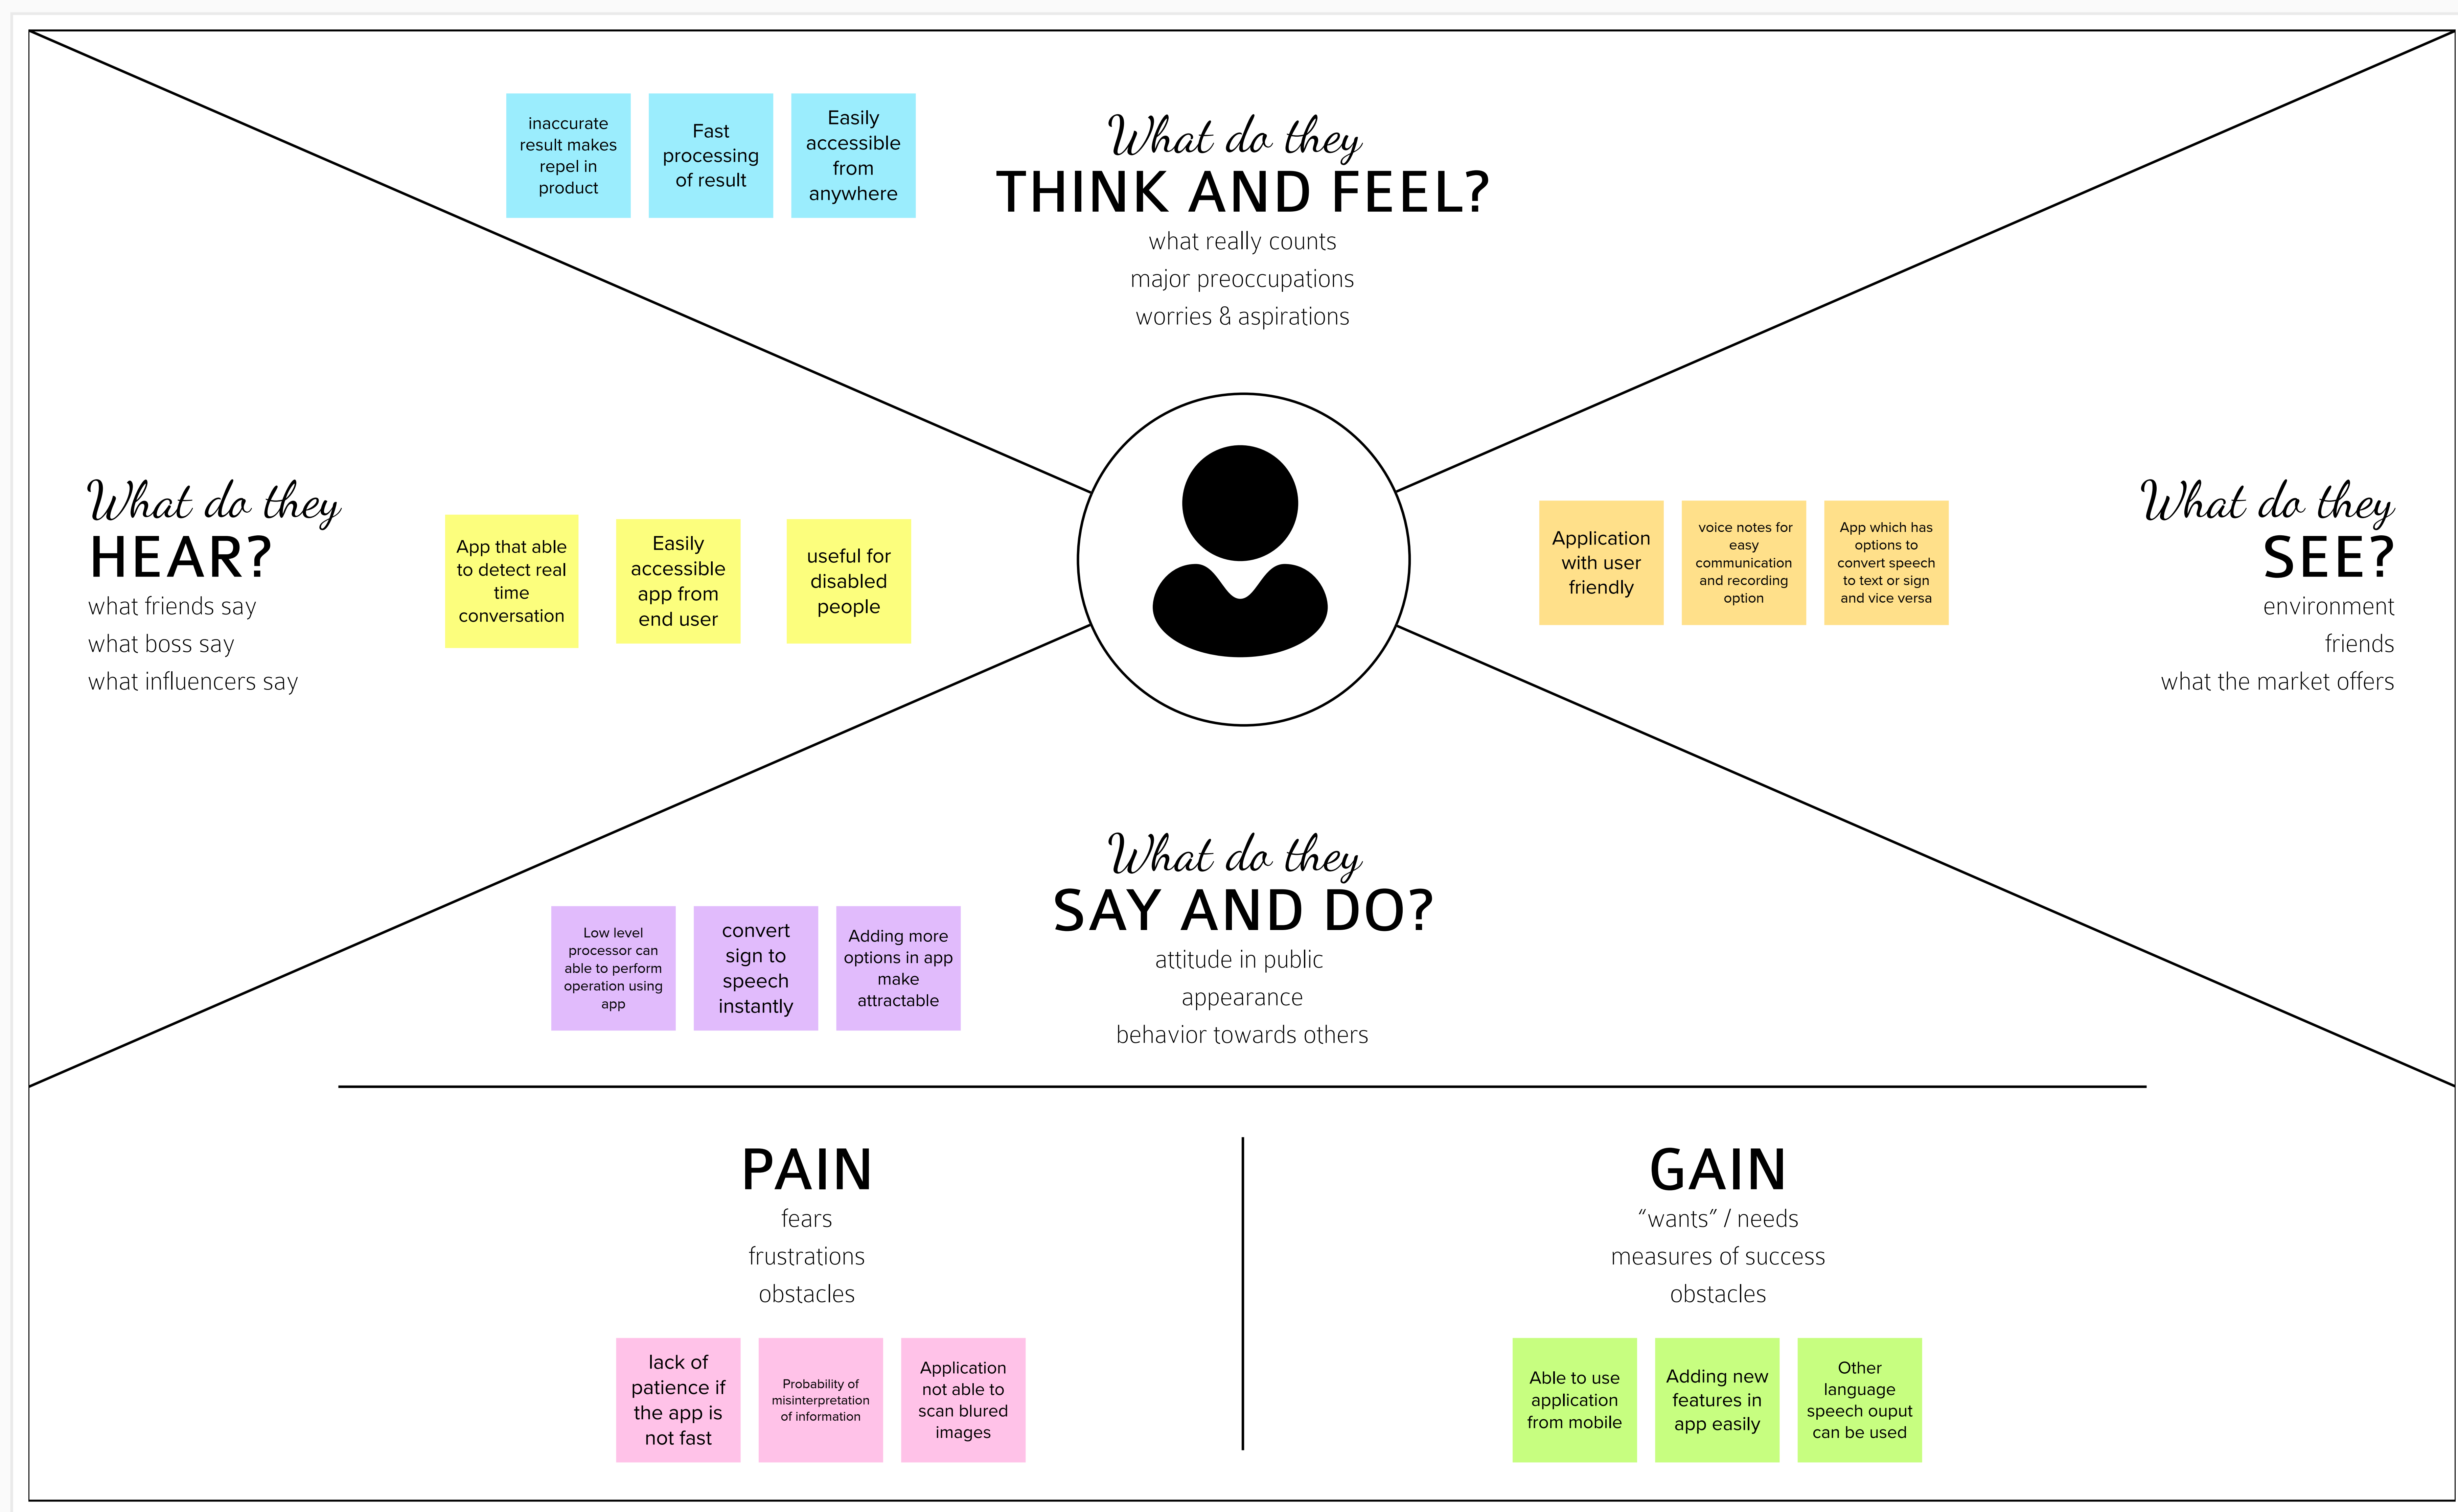 inaccurate
result makes
repel in
product
Fast
processing
of result
Easily
accessible
from
anywhere
What do they
THINK AND FEEL?
what really counts
major preoccupations
worries & aspirations
What do they
HEAR?
what friends say
what boss say
what influencers say
App that able
to detect real
time
conversation
Easily
accessible
app from
end user
useful for
disabled
people
Application
with user
friendly
voice notes for
easy
communication
and recording
option
App which has
options to
convert speech
to text or sign
and vice versa
What do they
SEE?
environment
friends
what the market offers
What do they
SAY AND DO?
attitude in public
appearance
behavior towards others
Low level
processor can
able to perform
operation using
app
convert
sign to
speech
instantly
Adding more
options in app
make
attractable
PAIN
fears
frustrations
obstacles
lack of
patience if
the app is
not fast
Probability of
misinterpretation
of information
Application
not able to
scan blured
images
GAIN
“wants” / needs
measures of success
obstacles
Able to use
application
from mobile
Adding new
features in
app easily
Other
language
speech ouput
can be used